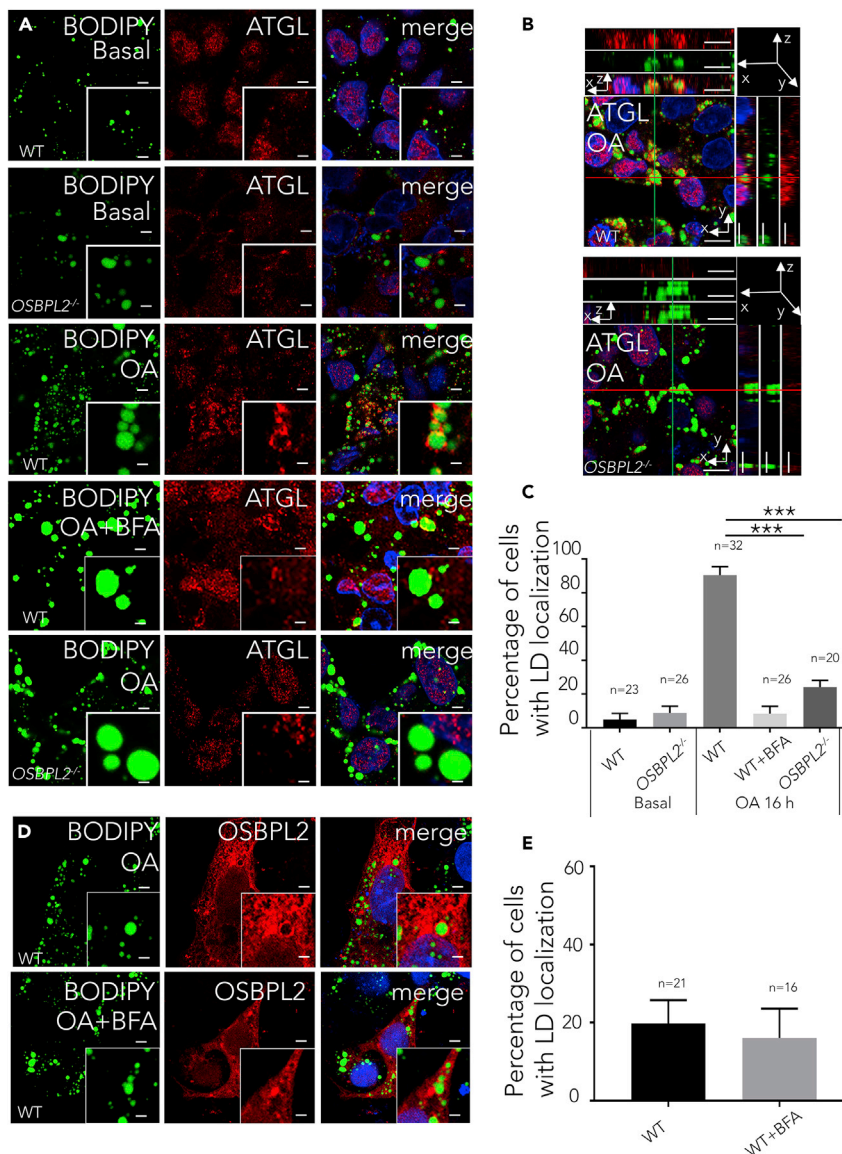 A
BODIPY
Basal
WT
ATGL
merge
BODIPY
Basal
OSBPL2-/-
ATGL
merge
BODIPY
OA
WT
ATGL
merge
BODIPY
OA+BFA
WT
ATGL
merge
BODIPY
OA
OSBPL2-/-
ATGL
merge
B
z
x
y
z
x
ATGL
OA
WT
y
x
z
x
y
z
x
ATGL
OA
OSBPL2-/-
y
x
C
***
***
Percentage of cells
with LD localization
100
80
60
40
20
0
n=23
n=26
n=32
n=26
n=20
WT
OSBPL2-/-
WT
WT+BFA
OSBPL2-/-
Basal
OA 16 h
D
BODIPY
OA
WT
OSBPL2
merge
BODIPY
OA+BFA
WT
OSBPL2
merge
E
Percentage of cells
with LD localization
60
40
20
0
n=21
n=16
WT
WT+BFA